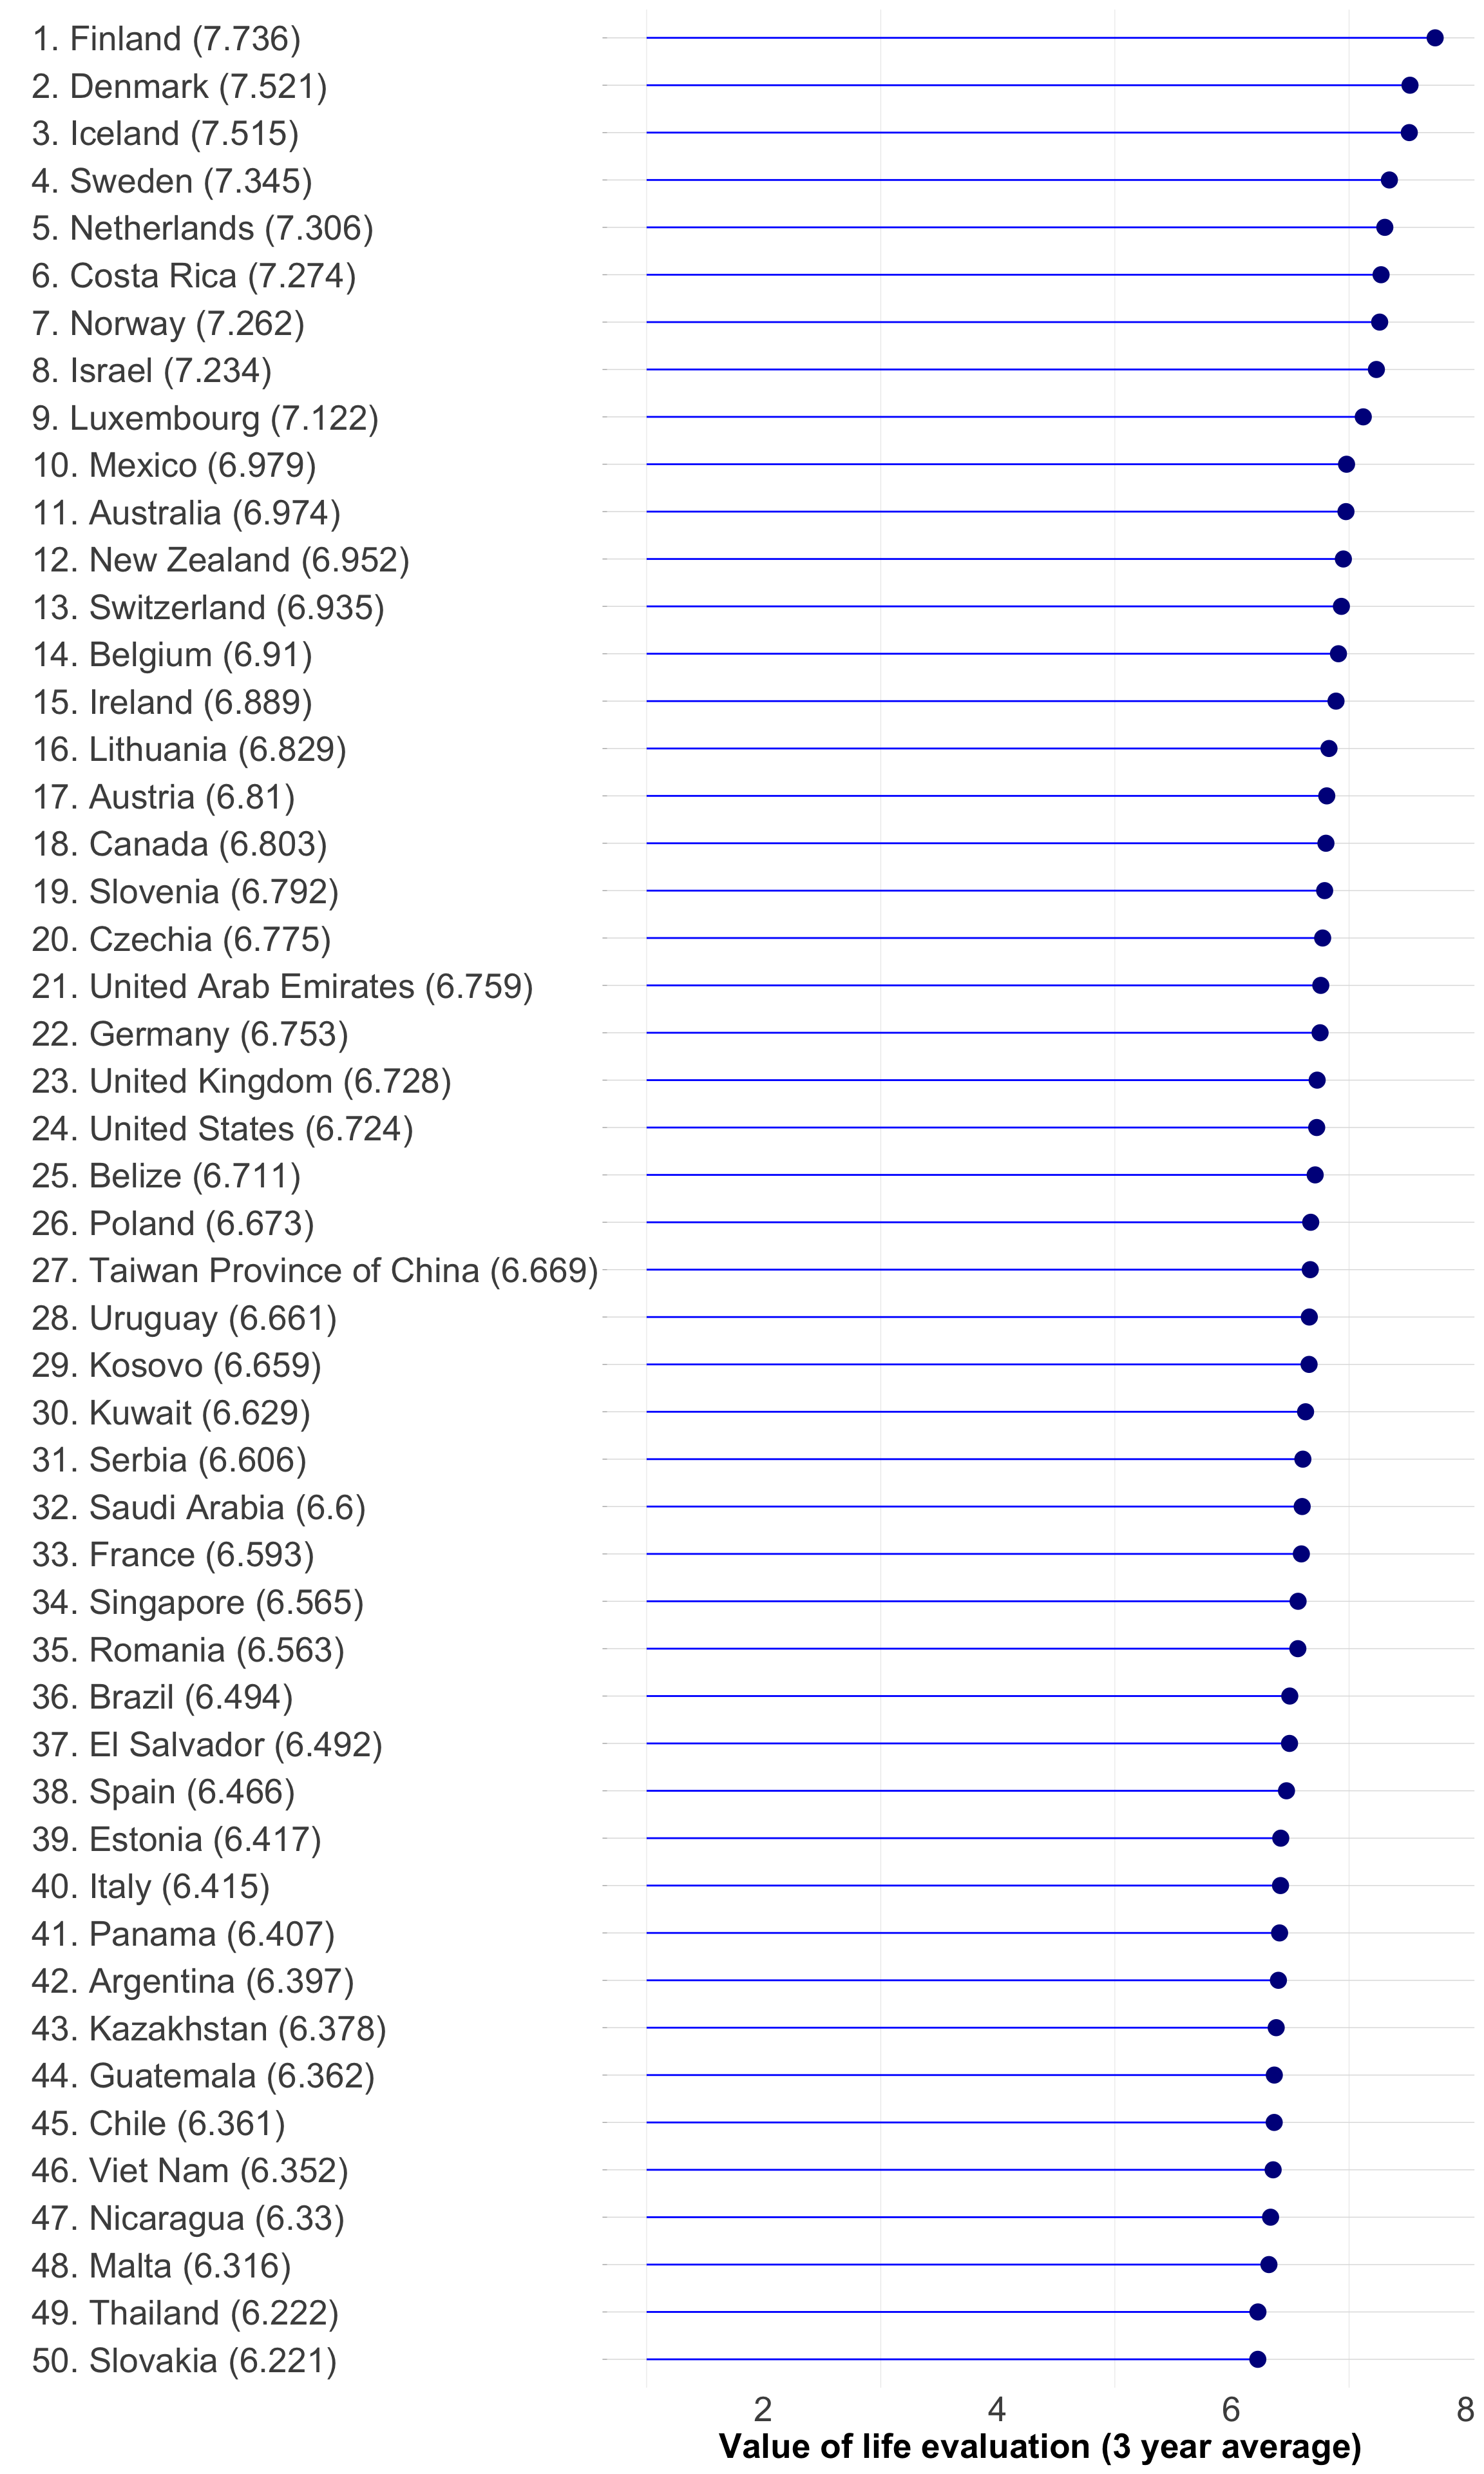 1. Finland (7.736)
2. Denmark (7.521)
3. Iceland (7.515)
4. Sweden (7.345)
5. Netherlands (7.306)
6. Costa Rica (7.274)
7. Norway (7.262)
8. Israel (7.234)
9. Luxembourg (7.122)
10. Mexico (6.979)
11. Australia (6.974)
12. New Zealand (6.952)
13. Switzerland (6.935)
14. Belgium (6.91)
15. Ireland (6.889)
16. Lithuania (6.829)
17. Austria (6.81)
18. Canada (6.803)
19. Slovenia (6.792)
20. Czechia (6.775)
21. United Arab Emirates (6.759)
22. Germany (6.753)
23. United Kingdom (6.728)
24. United States (6.724)
25. Belize (6.711)
26. Poland (6.673)
27. Taiwan Province of China (6.669)
28. Uruguay (6.661)
29. Kosovo (6.659)
30. Kuwait (6.629)
31. Serbia (6.606)
32. Saudi Arabia (6.6)
33. France (6.593)
34. Singapore (6.565)
35. Romania (6.563)
36. Brazil (6.494)
37. El Salvador (6.492)
38. Spain (6.466)
39. Estonia (6.417)
40. Italy (6.415)
41. Panama (6.407)
42. Argentina (6.397)
43. Kazakhstan (6.378)
44. Guatemala (6.362)
45. Chile (6.361)
46. Viet Nam (6.352)
47. Nicaragua (6.33)
48. Malta (6.316)
49. Thailand (6.222)
50. Slovakia (6.221)
2 4 6 8
Value of life evaluation (3 year average)